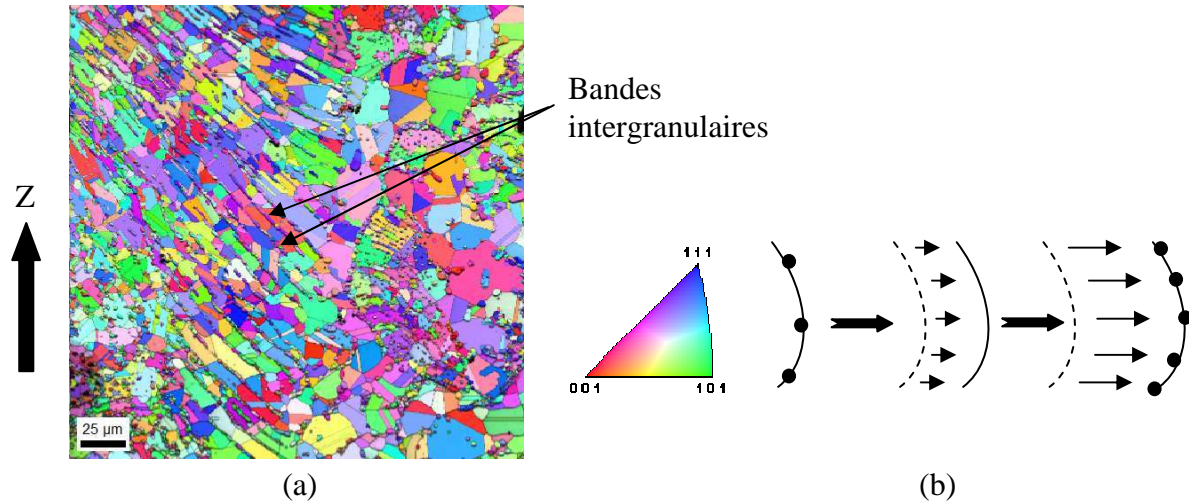 Bandes
intergranulaires
Z
111
001
101
25 µm
(a)
(b)